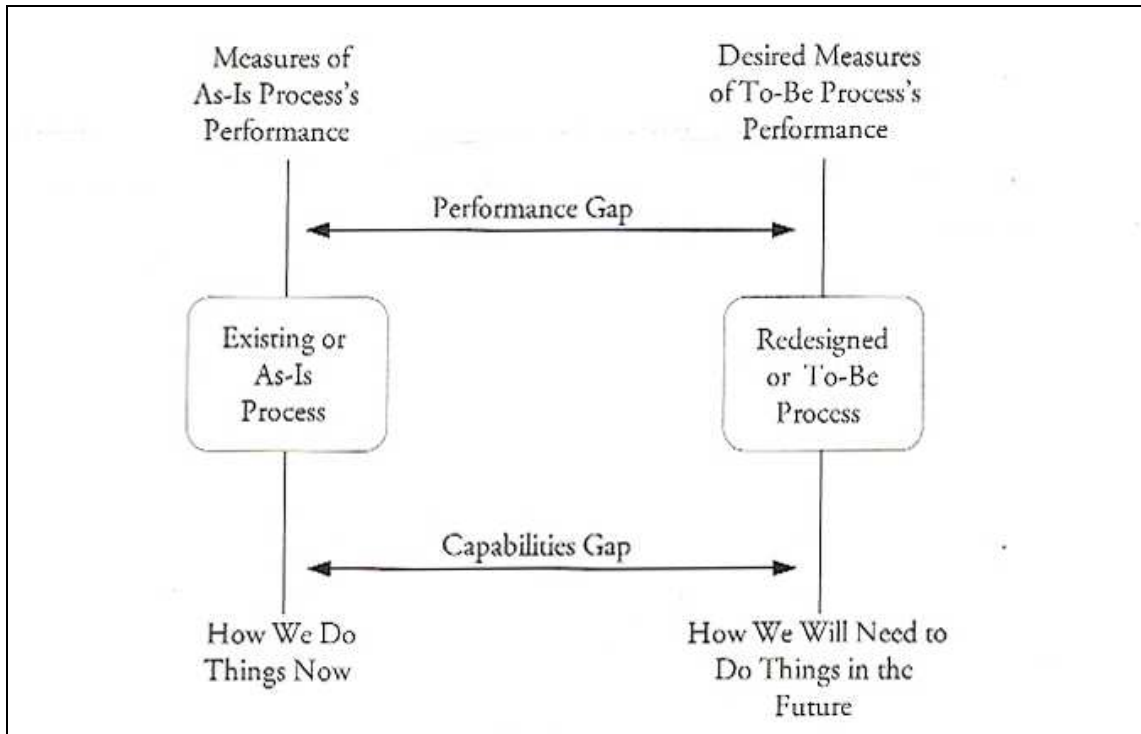 Measures of
As-Is Process's
Performance
Desired Measures
of To-Be Process's
Performance
Performance Gap
Existing or
As-Is
Process
Redesigned
or To-Be
Process
Capabilities Gap
How We Do
Things Now
How We Will Need to
Do Things in the
Future